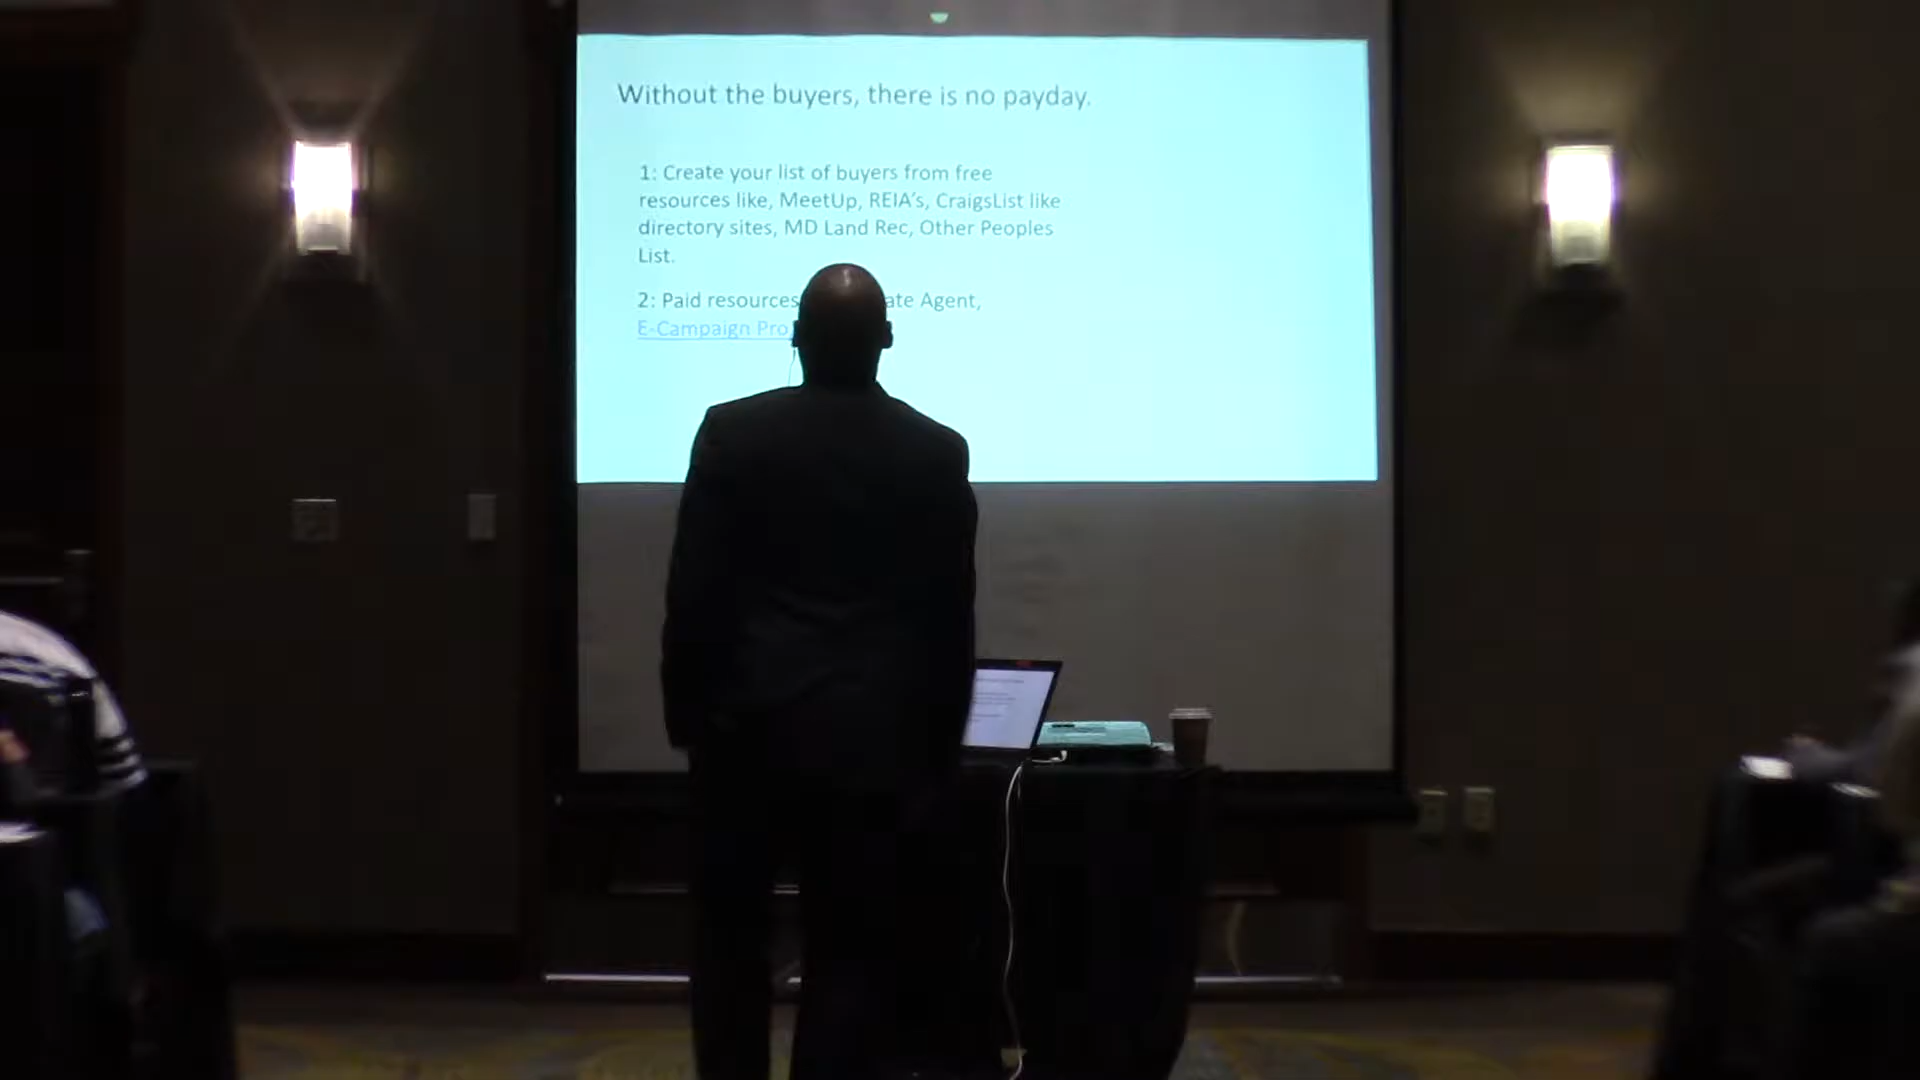 Without the buyers, there is no payday.
1: Create your list of buyers from free
resources like, MeetUp, REIA's, CraigsList like
directory sites, MD Land Rec, Other Peoples
List.
2: Paid resources ate Agent,
E-Campaign Pro